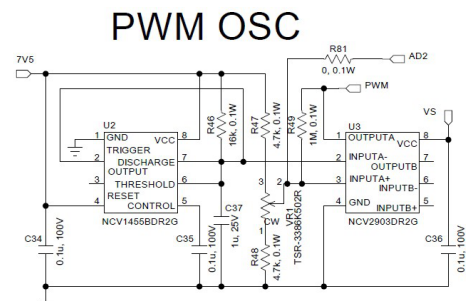 PWM OSC
7V5
R81
0, 0.1W
AD2
PWM
VS
U2
R46
16k, 0.1W
R47
4.7k, 0.1W
R49
1M, 0.1W
U3
1 GND
VCC 8
TRIGGER
2
DISCHARGE 7
OUTPUT
3
THRESHOLD 6
RESET
4
CONTROL 5
NCV1455BDR2G
1 OUTPUTA
VCC 8
2 INPUTA-
OUTPUTB 7
3 INPUTA+
INPUTB- 6
4 GND
INPUTB+ 5
NCV2903DR2G
3
2
CW
1
VR1
TSR-3386K502R
C37
1u, 25V
R48
4.7k, 0.1W
C34
0.1u, 100V
C35
0.1u, 100V
C36
0.1u, 100V